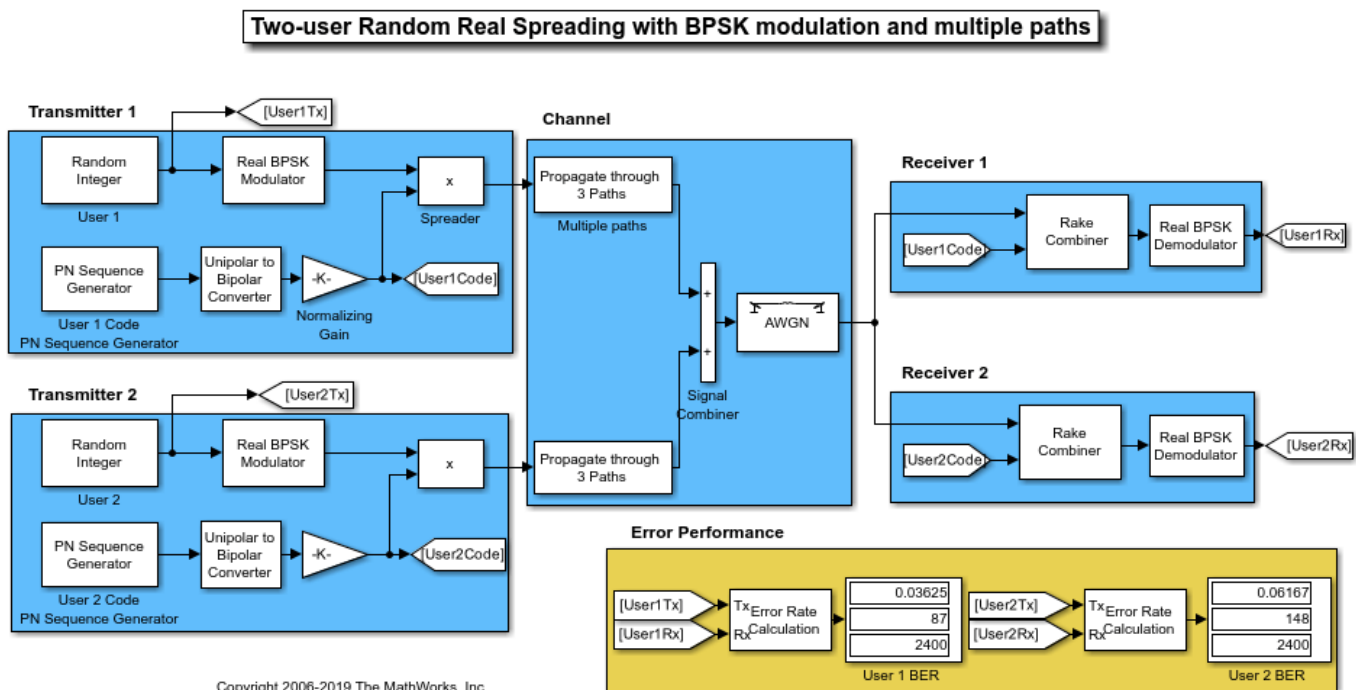 Two-user Random Real Spreading with BPSK modulation and multiple paths
Transmitter 1
[User1Tx]
Random
Integer
User 1
Real BPSK
Modulator
x
Spreader
PN Sequence
Generator
User 1 Code
PN Sequence Generator
Unipolar to
Bipolar
Converter
-K-
Normalizing
Gain
[User1Code]
Transmitter 2
[User2Tx]
Random
Integer
User 2
Real BPSK
Modulator
x
PN Sequence
Generator
User 2 Code
PN Sequence Generator
Unipolar to
Bipolar
Converter
-K-
[User2Code]
Channel
Propagate through
3 Paths
Multiple paths
+
+
Signal
Combiner
AWGN
Propagate through
3 Paths
Receiver 1
[User1Code]
Rake
Combiner
Real BPSK
Demodulator
[User1Rx]
Receiver 2
[User2Code]
Rake
Combiner
Real BPSK
Demodulator
[User2Rx]
Error Performance
[User1Tx]
[User1Rx]
Tx
Rx
Error Rate
Calculation
0.03625
87
2400
User 1 BER
[User2Tx]
[User2Rx]
Tx
Rx
Error Rate
Calculation
0.06167
148
2400
User 2 BER
Copyright 2006-2019 The MathWorks, Inc.